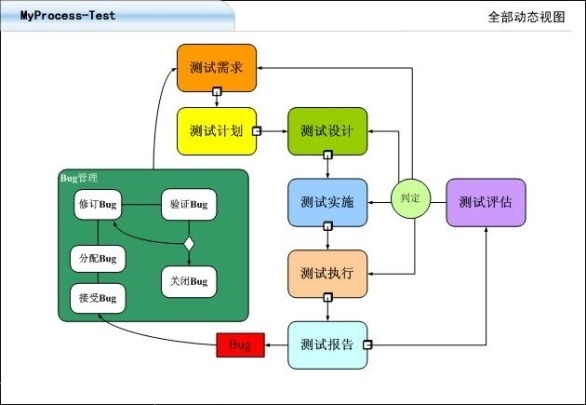 MyProcess-Test
全部动态视图
测试需求
测试计划
测试设计
Bug管理
修订Bug
验证Bug
测试实施
判定
测试评估
分配Bug
关闭Bug
测试执行
接受Bug
Bug
测试报告